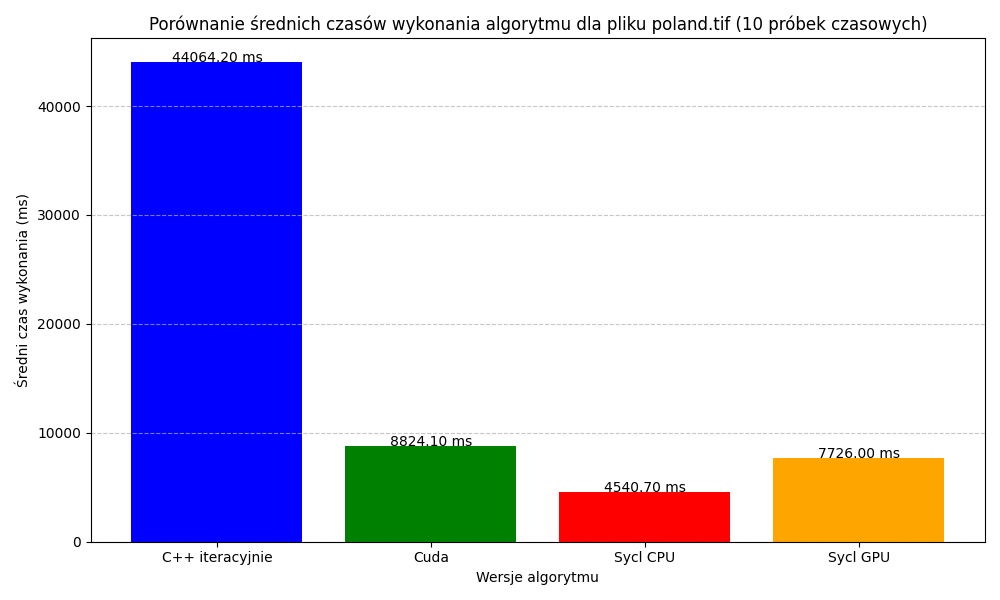 Porównanie średnich czasów wykonania algorytmu dla pliku poland.tif (10 próbek czasowych)
44064.20 ms
8824.10 ms
4540.70 ms
7726.00 ms
40000
30000
20000
10000
0
Średni czas wykonania (ms)
C++ iteracyjnie
Cuda
Sycl CPU
Sycl GPU
Wersje algorytmu